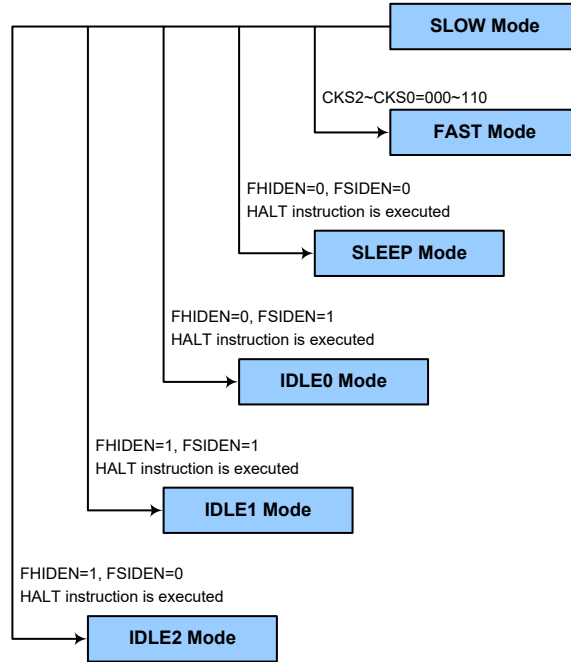 SLOW Mode
CKS2~CKS0=000~110
FAST Mode
FHIDEN=0, FSIDEN=0
HALT instruction is executed
SLEEP Mode
FHIDEN=0, FSIDEN=1
HALT instruction is executed
IDLE0 Mode
FHIDEN=1, FSIDEN=1
HALT instruction is executed
IDLE1 Mode
FHIDEN=1, FSIDEN=0
HALT instruction is executed
IDLE2 Mode